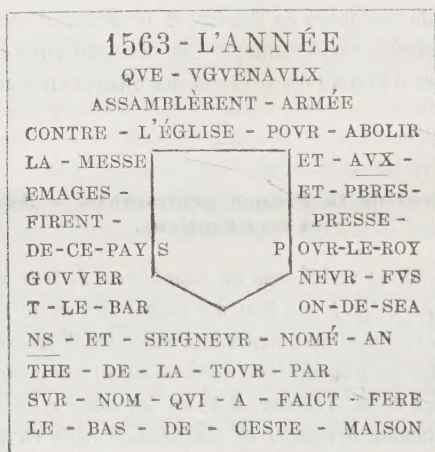 1563 - L'ANNÉE
QVE - VGVENAVLX
ASSAMBLÈRENT - ARMÉE
CONTRE - L'ÉGLISE - POVR - ABOLIR
LA - MESSE ET - AVX -
EMAGES - ET - PBRES -
FIRENT - PRESSE -
DE-CE-PAY S P OVR-LE-ROY
GOVVER NEVR - FVS
T - LE - BAR ON-DE-SEA
NS - ET - SEIGNEVR - NOMÉ - AN
THE - DE - LA - TOVR - PAR
SVR - NOM - QVI - A - FAICT - FERE
LE - BAS - DE - CESTE - MAISON